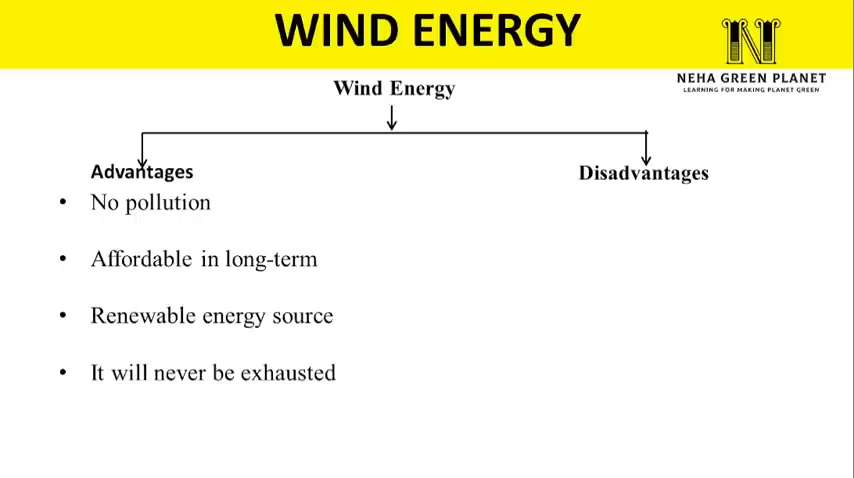 WIND ENERGY
NEHA GREEN PLANET
LEARNING FOR MAKING PLANET GREEN
Wind Energy
Advantages
• No pollution
• Affordable in long-term
• Renewable energy source
• It will never be exhausted
Disadvantages